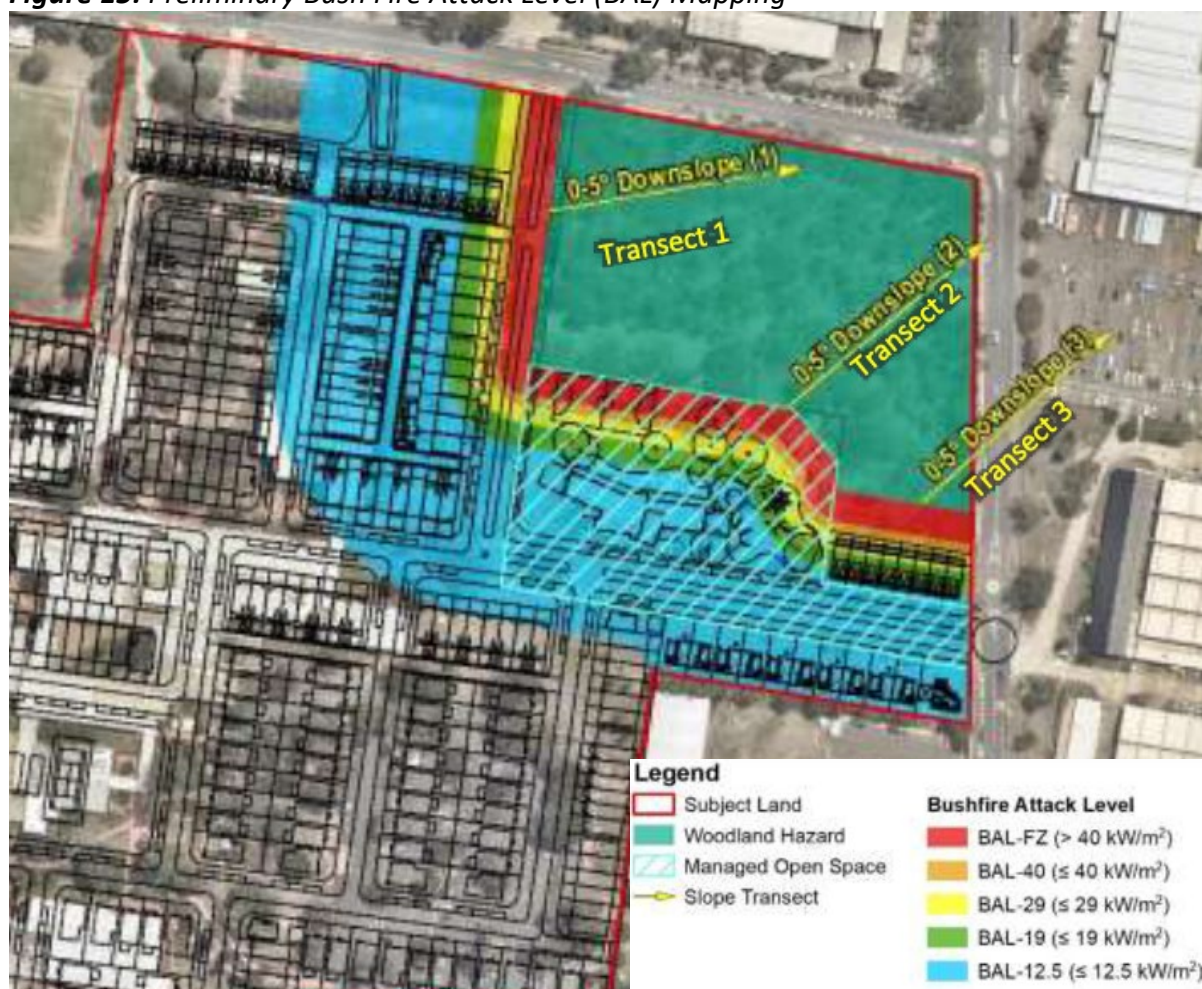 Figure 13. Preliminary Bush Fire Attack Level (BAL) Mapping
0-5° Downslope (1)
Transect 1
0-5° Downslope (2)
Transect 2
0-5° Downslope (3)
Transect 3
Legend
Subject Land
Woodland Hazard
Managed Open Space
Slope Transect
Bushfire Attack Level
BAL-FZ (> 40 kW/m²)
BAL-40 (≤ 40 kW/m²)
BAL-29 (≤ 29 kW/m²)
BAL-19 (≤ 19 kW/m²)
BAL-12.5 (≤ 12.5 kW/m²)